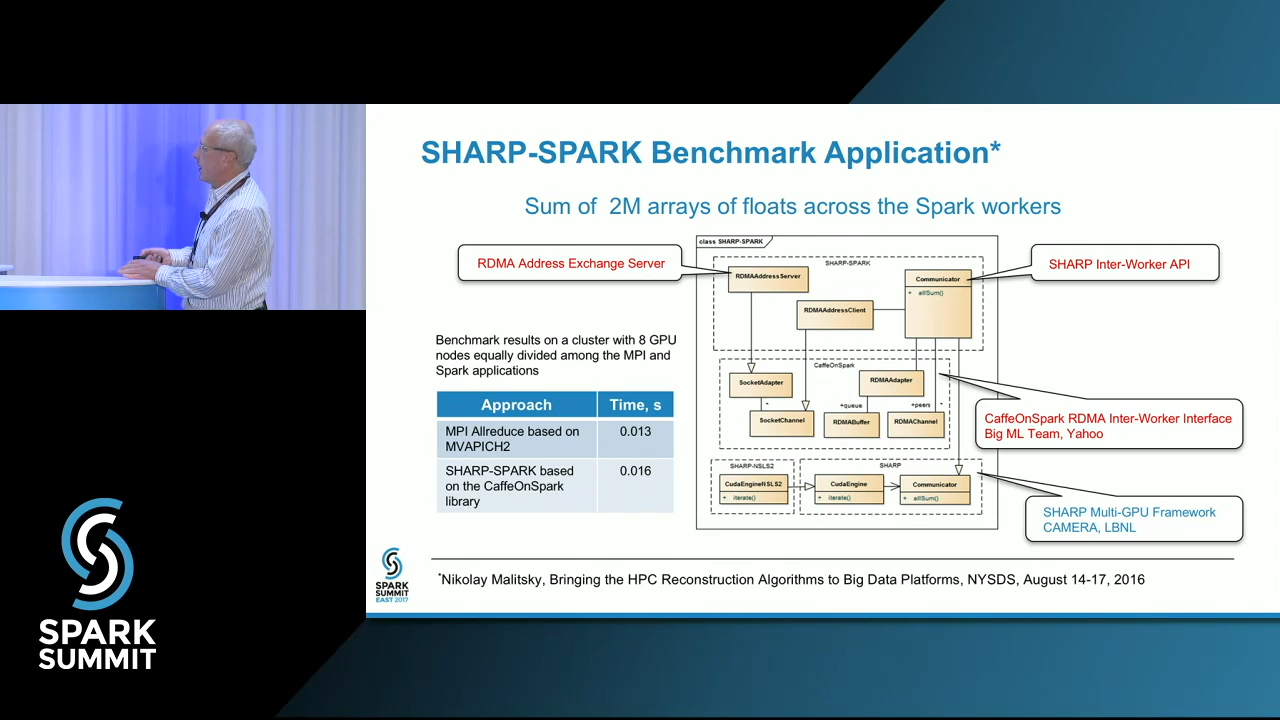 SHARP-SPARK Benchmark Application*
Sum of 2M arrays of floats across the Spark workers
class SHARP-SPARK
RDMA Address Exchange Server
SHARP Inter-Worker API
SHARP-SPARK
RDMAAddressServer
Communicator
+ allSum()
RDMAAddressClient
Benchmark results on a cluster with 8 GPU
nodes equally divided among the MPI and
Spark applications
CaffeOnSpark
SocketAdapter
RDMAAdapter
+queue
+peers
SocketChannel
RDMABuffer
RDMAChannel
CaffeOnSpark RDMA Inter-Worker Interface
Big ML Team, Yahoo
Approach
Time, s
MPI Allreduce based on
MVAPICH2
0.013
SHARP-SPARK based
on the CaffeOnSpark
library
0.016
SHARP-NSLS2
SHARP
CudaEngineNSLS2
+ iterate()
CudaEngine
+ iterate()
Communicator
+ allSum()
SHARP Multi-GPU Framework
CAMERA, LBNL
SPARK
SUMMIT
EAST 2017
*Nikolay Malitsky, Bringing the HPC Reconstruction Algorithms to Big Data Platforms, NYSDS, August 14-17, 2016
SPARK
SUMMIT